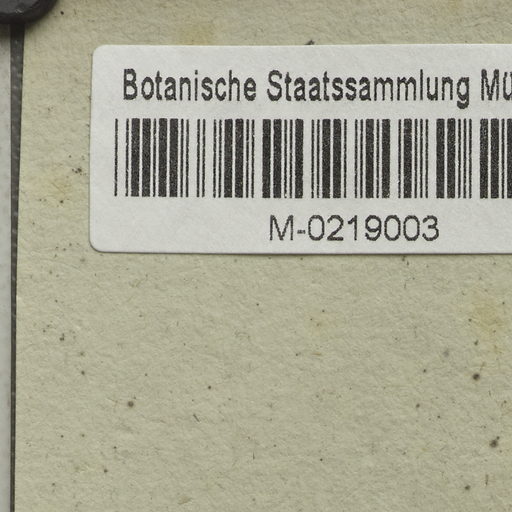 Botanische Staatssammlung Mü
M-0219003